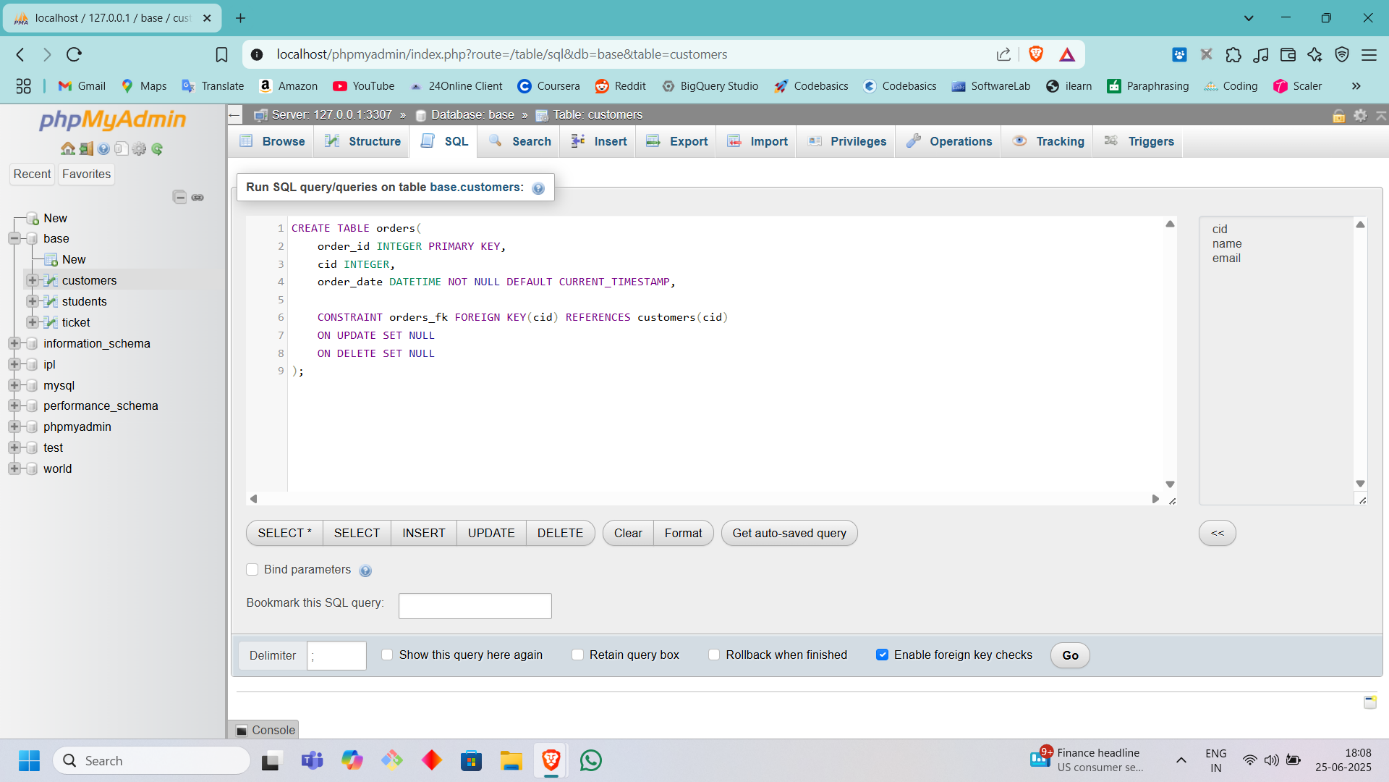 localhost / 127.0.0.1 / base / cus
localhost/phpmyadmin/index.php?route=/table/sql&db=base&table=customers
Gmail
Maps
Translate
Amazon
YouTube
24Online Client
Coursera
Reddit
BigQuery Studio
Codebasics
Codebasics
SoftwareLab
ilearn
Paraphrasing
Coding
Scaler
phpMyAdmin
Recent
Favorites
New
base
New
customers
students
ticket
information_schema
ipl
mysql
performance_schema
phpmyadmin
test
world
Server: 127.0.0.1:3307 » Database: base » Table: customers
Browse
Structure
SQL
Search
Insert
Export
Import
Privileges
Operations
Tracking
Triggers
Run SQL query/queries on table base.customers:
1 CREATE TABLE orders(
2 order_id INTEGER PRIMARY KEY,
3 cid INTEGER,
4 order_date DATETIME NOT NULL DEFAULT CURRENT_TIMESTAMP,
5
6 CONSTRAINT orders_fk FOREIGN KEY(cid) REFERENCES customers(cid)
7 ON UPDATE SET NULL
8 ON DELETE SET NULL
9 );
cid
name
email
SELECT *
SELECT
INSERT
UPDATE
DELETE
Clear
Format
Get auto-saved query
<<
Bind parameters
Bookmark this SQL query:
Delimiter
;
Show this query here again
Retain query box
Rollback when finished
Enable foreign key checks
Go
Console
Search
9+
Finance headline
US consumer se...
ENG
IN
18:08
25-06-2025